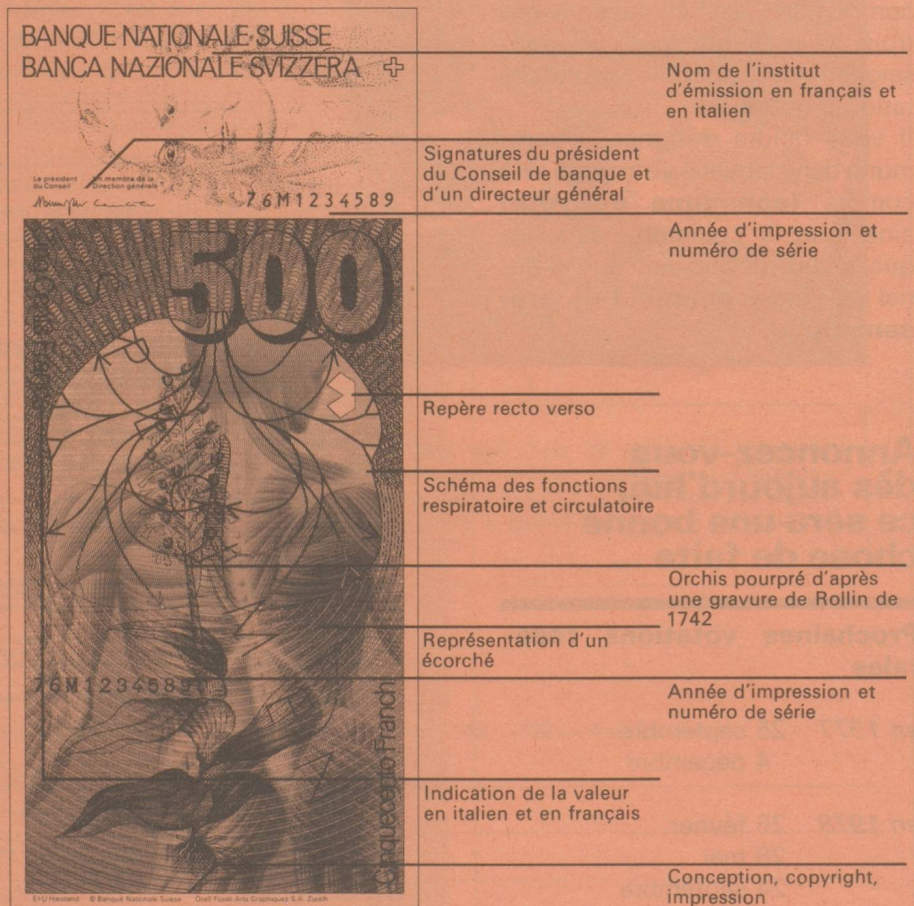 BANQUE NATIONALE SUISSE
BANCA NAZIONALE SVIZZERA
Nom de l'institut
d'émission en français et
en italien
Signatures du président
du Conseil de banque et
d'un directeur général
Le président
du Conseil
Un membre de la
Direction générale
76M1234589
Année d'impression et
numéro de série
500
Repère recto verso
Schéma des fonctions
respiratoire et circulatoire
Orchis pourpré d'après
une gravure de Rollin de
1742
Représentation d'un
écorché
76M1234589
Année d'impression et
numéro de série
Cinquecento Franchi
Indication de la valeur
en italien et en français
Conception, copyright,
impression
E+U Hiestand © Banque Nationale Suisse Orell Füssli Arts Graphiques S.A. Zurich